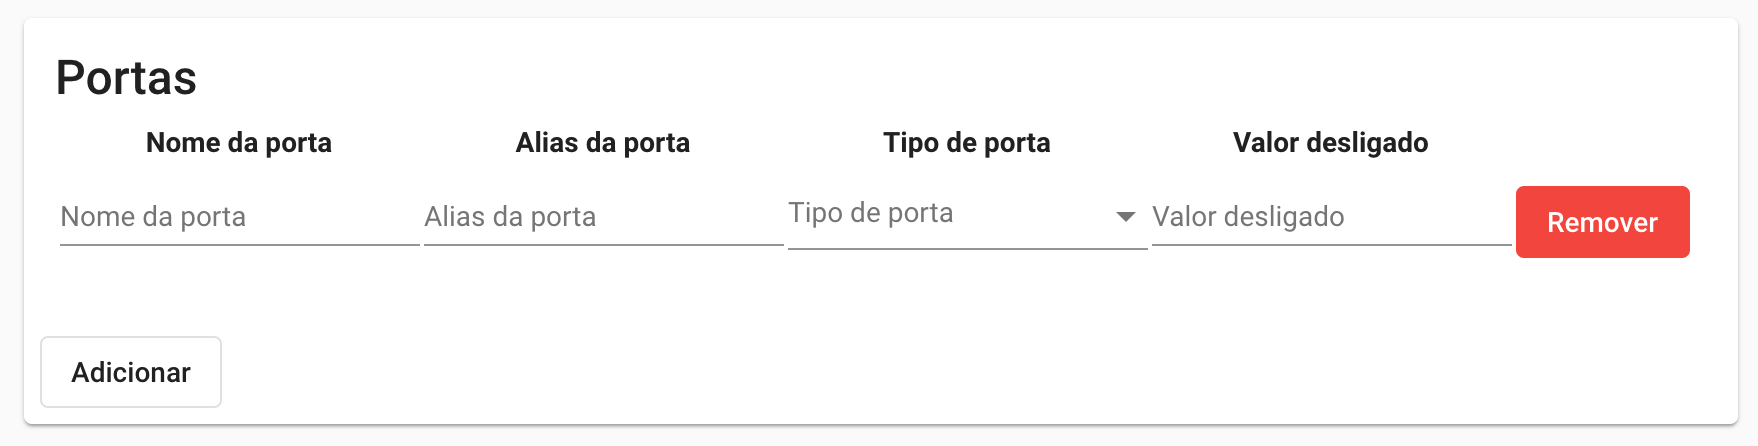 Portas
Nome da porta Alias da porta Tipo de porta Valor desligado
Nome da porta Alias da porta Tipo de porta Valor desligado Remover
Adicionar